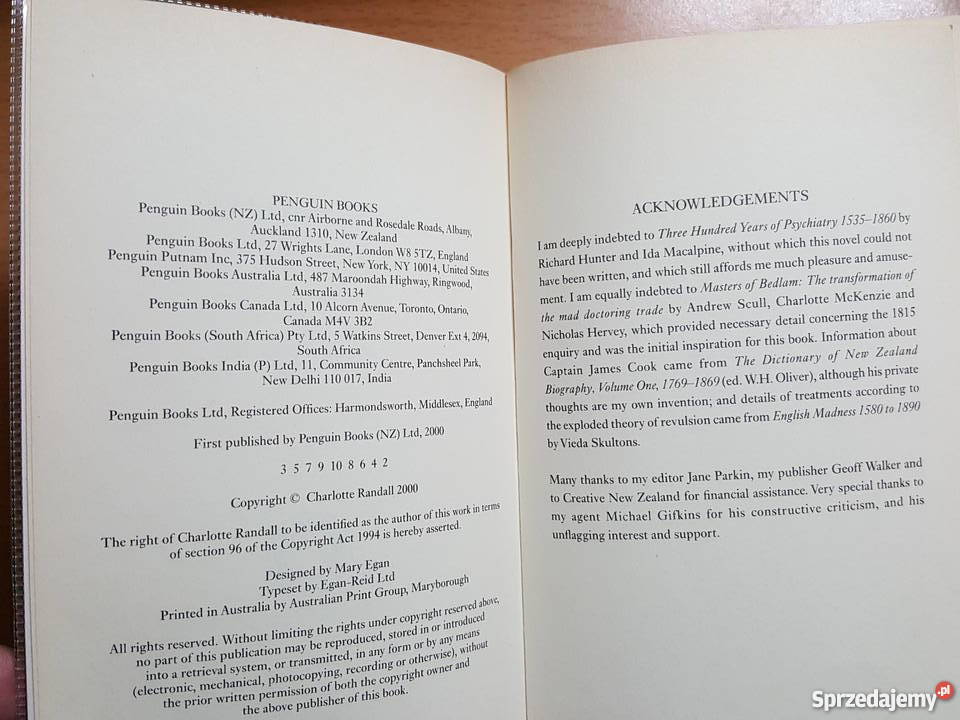 PENGUIN BOOKS
Penguin Books (NZ) Ltd, cnr Airborne and Rosedale Roads, Albany,
Auckland 1310, New Zealand
Penguin Books Ltd, 27 Wrights Lane, London W8 5TZ, England
Penguin Putnam Inc, 375 Hudson Street, New York, NY 10014, United States
Penguin Books Australia Ltd, 487 Maroondah Highway, Ringwood,
Australia 3134
Penguin Books Canada Ltd, 10 Alcorn Avenue, Toronto, Ontario,
Canada M4V 3B2
Penguin Books (South Africa) Pty Ltd, 5 Watkins Street, Denver Ext 4, 2094,
South Africa
Penguin Books India (P) Ltd, 11, Community Centre, Panchsheel Park,
New Delhi 110 017, India
Penguin Books Ltd, Registered Offices: Harmondsworth, Middlesex, England
First published by Penguin Books (NZ) Ltd, 2000
3 5 7 9 10 8 6 4 2
Copyright © Charlotte Randall 2000
The right of Charlotte Randall to be identified as the author of this work in terms
of section 96 of the Copyright Act 1994 is hereby asserted.
Designed by Mary Egan
Typeset by Egan-Reid Ltd
Printed in Australia by Australian Print Group, Maryborough
All rights reserved. Without limiting the rights under copyright reserved above,
no part of this publication may be reproduced, stored in or introduced
into a retrieval system, or transmitted, in any form or by any means
(electronic, mechanical, photocopying, recording or otherwise), without
the prior written permission of both the copyright owner and
the above publisher of this book.
ACKNOWLEDGEMENTS
I am deeply indebted to Three Hundred Years of Psychiatry 1535–1860 by
Richard Hunter and Ida Macalpine, without which this novel could not
have been written, and which still affords me much pleasure and amuse-
ment. I am equally indebted to Masters of Bedlam: The transformation of
the mad doctoring trade by Andrew Scull, Charlotte McKenzie and
Nicholas Hervey, which provided necessary detail concerning the 1815
enquiry and was the initial inspiration for this book. Information about
Captain James Cook came from The Dictionary of New Zealand
Biography, Volume One, 1769–1869 (ed. W.H. Oliver), although his private
thoughts are my own invention; and details of treatments according to
the exploded theory of revulsion came from English Madness 1580 to 1890
by Vieda Skultons.
Many thanks to my editor Jane Parkin, my publisher Geoff Walker and
to Creative New Zealand for financial assistance. Very special thanks to
my agent Michael Gifkins for his constructive criticism, and his
unflagging interest and support.
Sprzedajemy.pl